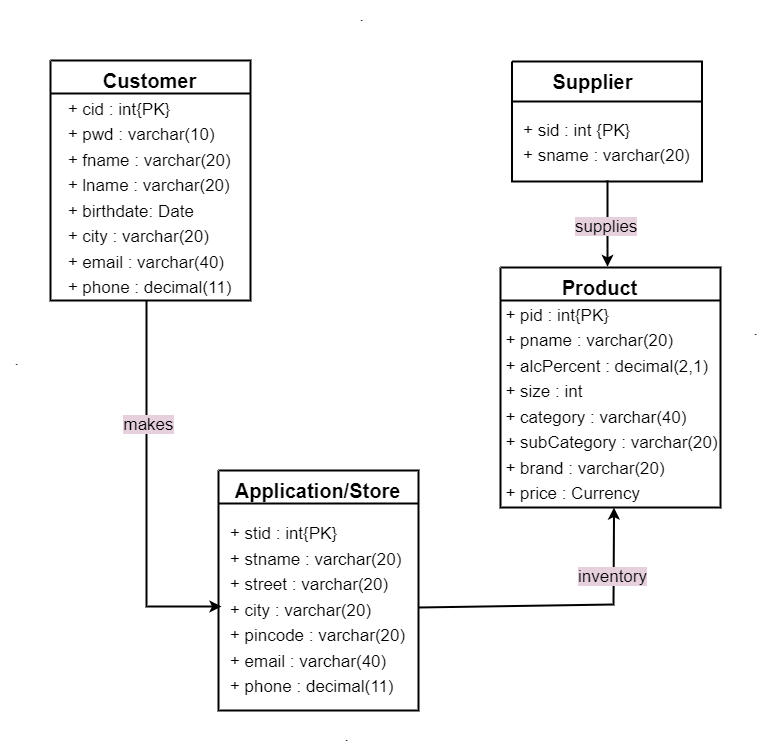 Customer
+ cid : int{PK}
+ pwd : varchar(10)
+ fname : varchar(20)
+ lname : varchar(20)
+ birthdate: Date
+ city : varchar(20)
+ email : varchar(40)
+ phone : decimal(11)
Supplier
+ sid : int {PK}
+ sname : varchar(20)
supplies
Product
+ pid : int{PK}
+ pname : varchar(20)
+ alcPercent : decimal(2,1)
+ size : int
+ category : varchar(40)
+ subCategory : varchar(20)
+ brand : varchar(20)
+ price : Currency
makes
Application/Store
+ stid : int{PK}
+ stname : varchar(20)
+ street : varchar(20)
+ city : varchar(20)
+ pincode : varchar(20)
+ email : varchar(40)
+ phone : decimal(11)
inventory